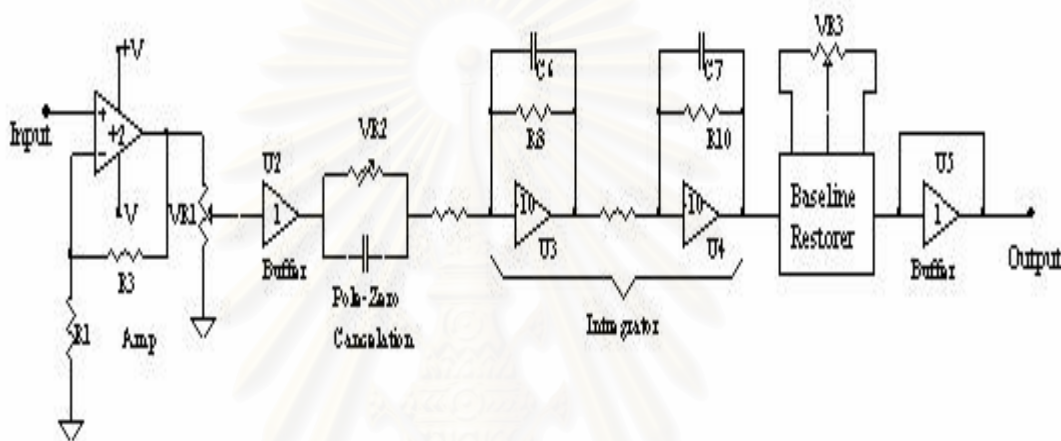 +V
Input
+
+2
-
-V
VR1
R3
R1
Amp
U2
1
Buffer
VR2
Pole-Zero
Cancelation
C6
R8
-10
U3
C7
R10
-10
U4
Intragrator
VR3
Baseline
Restorer
U5
1
Buffer
Output